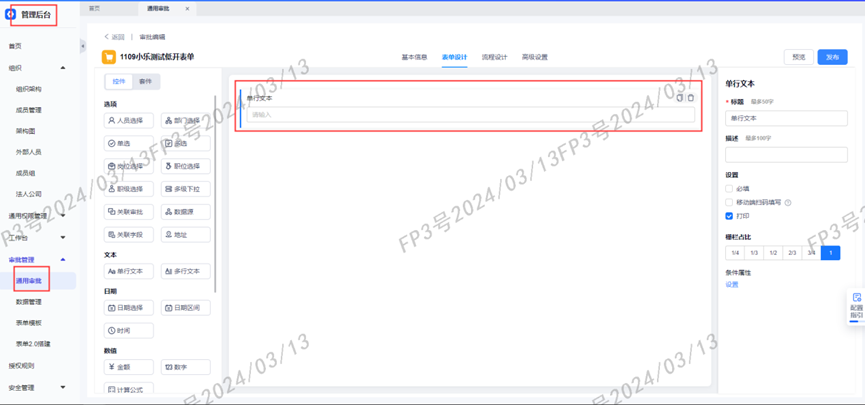 管理后台
首页
通用审批 ×
首页
组织
组织架构
成员管理
架构图
外部人员
成员组
法人公司
通用权限管理
工作台
审批管理
通用审批
数据管理
表单模板
表单2.0搭建
授权规则
安全管理
< 返回 | 审批编辑
1109小乐测试低开表单
基本信息 表单设计 流程设计 高级设置
预览 发布
控件 套件
选项
人员选择 部门选择
单选 多选
岗位选择 职位选择
职级选择 多级下拉
关联审批 数据源
关联字段 地址
文本
Aa 单行文本 多行文本
日期
日期选择 日期区间
时间
数值
¥ 金额 123 数字
计算公式
单行文本
请输入
单行文本
* 标题 最多50字
单行文本
描述 最多100字
设置
必填
移动端扫码填写
打印
栅栏占比
1/4 1/3 1/2 2/3 3/4 1
条件属性
设置
配置
指引
FP3号2024/03/13